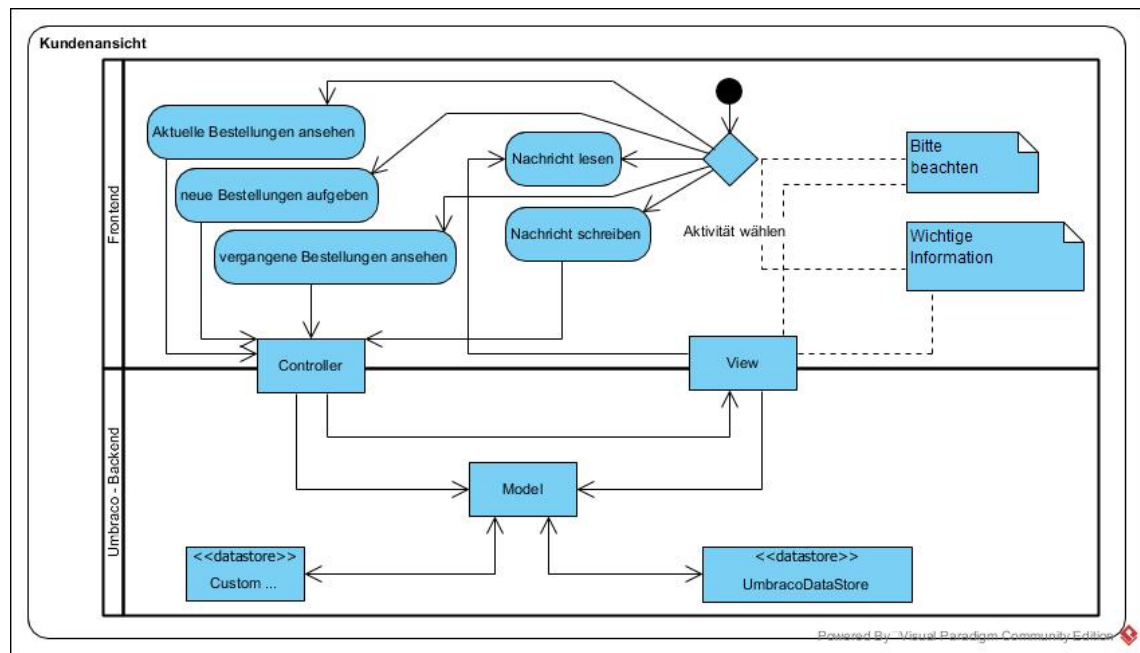 Kundenansicht
Frontend
Aktuelle Bestellungen ansehen
neue Bestellungen aufgeben
vergangene Bestellungen ansehen
Nachricht lesen
Nachricht schreiben
Aktivität wählen
Bitte
beachten
Wichtige
Information
Controller
View
Umbraco - Backend
Model
<<datastore>>
Custom ...
<<datastore>>
UmbracoDataStore
Powered By Visual Paradigm Community Edition